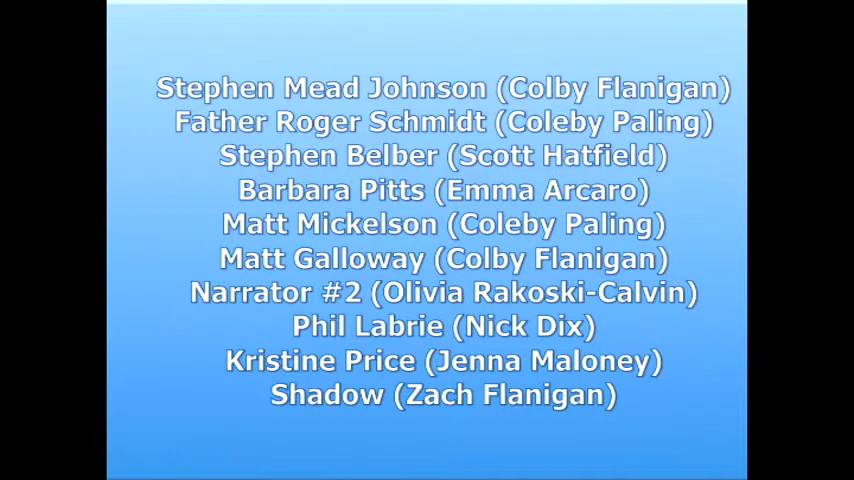 Stephen Mead Johnson (Colby Flanigan)
Father Roger Schmidt (Coleby Paling)
Stephen Belber (Scott Hatfield)
Barbara Pitts (Emma Arcaro)
Matt Mickelson (Coleby Paling)
Matt Galloway (Colby Flanigan)
Narrator #2 (Olivia Rakoski-Calvin)
Phil Labrie (Nick Dix)
Kristine Price (Jenna Maloney)
Shadow (Zach Flanigan)